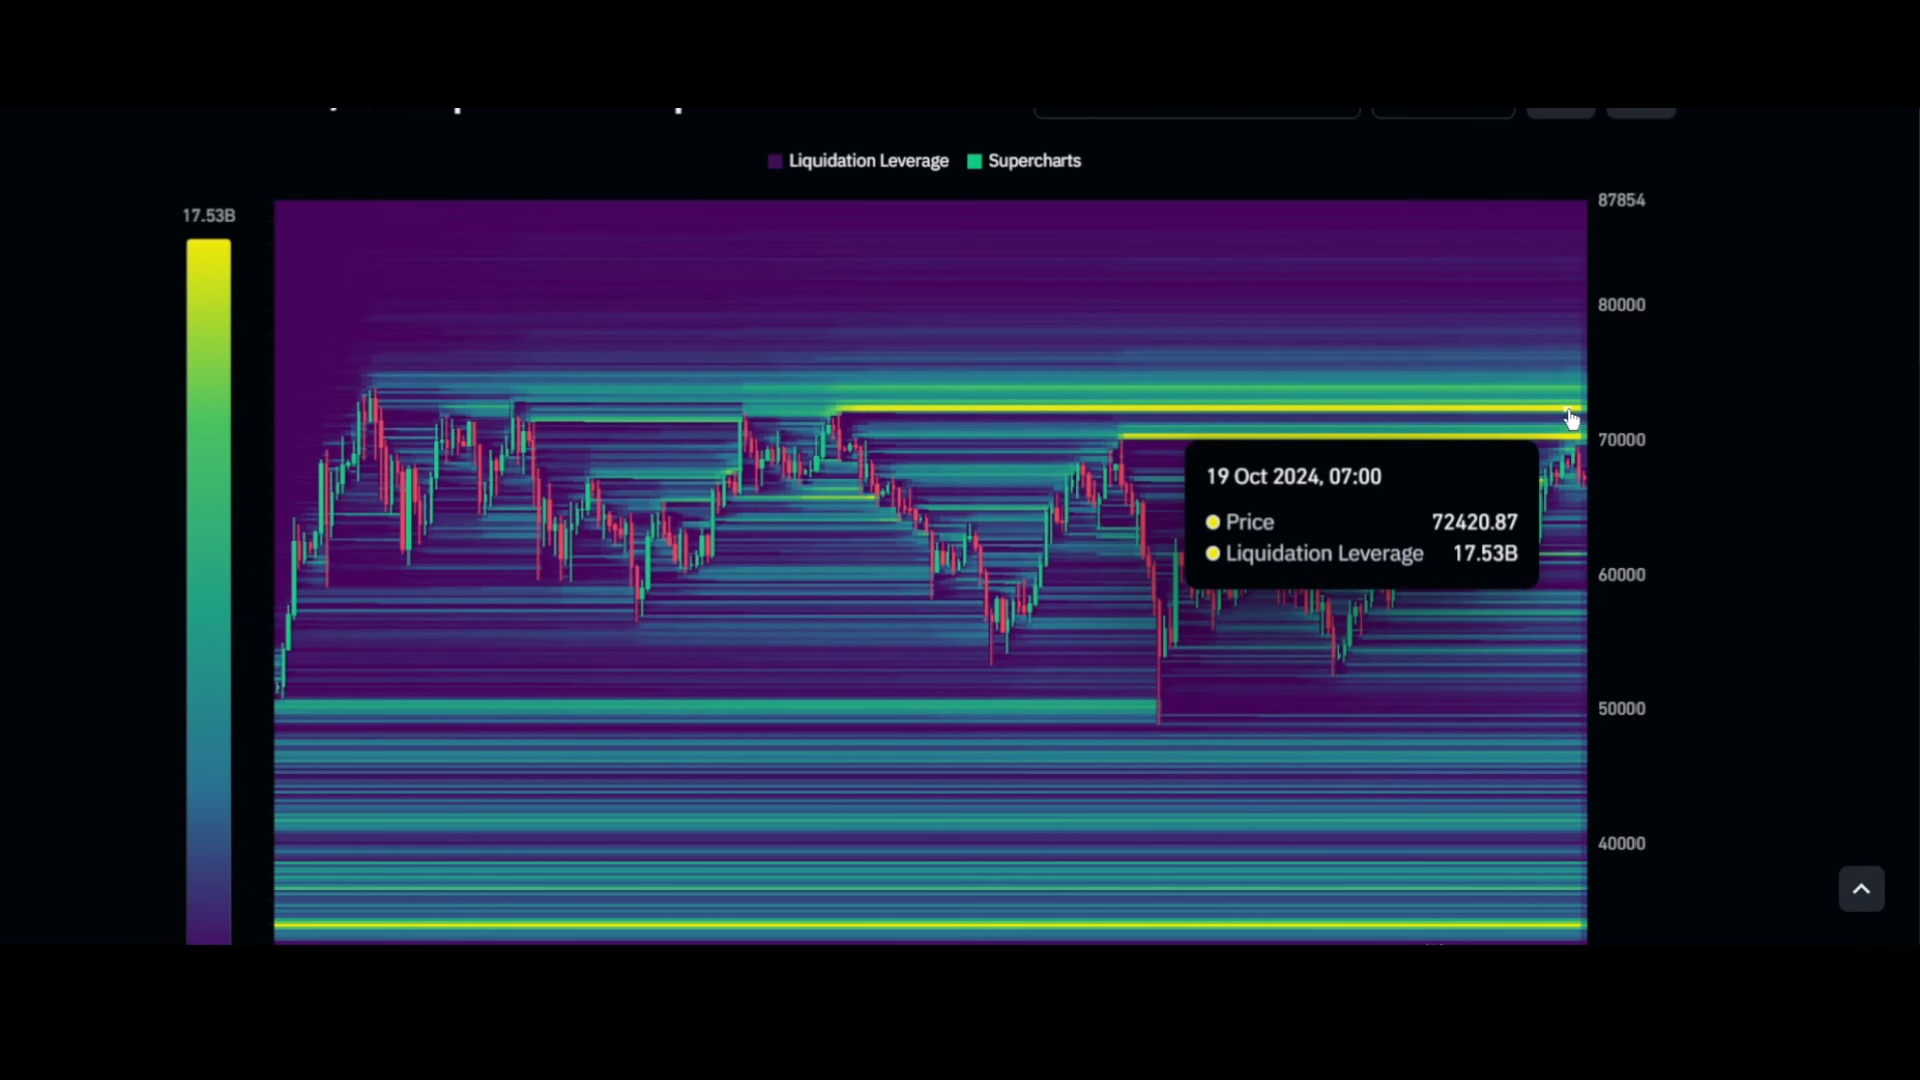 Liquidation Leverage Supercharts
17.53B
87854
80000
70000
60000
50000
40000
19 Oct 2024, 07:00
Price 72420.87
Liquidation Leverage 17.53B